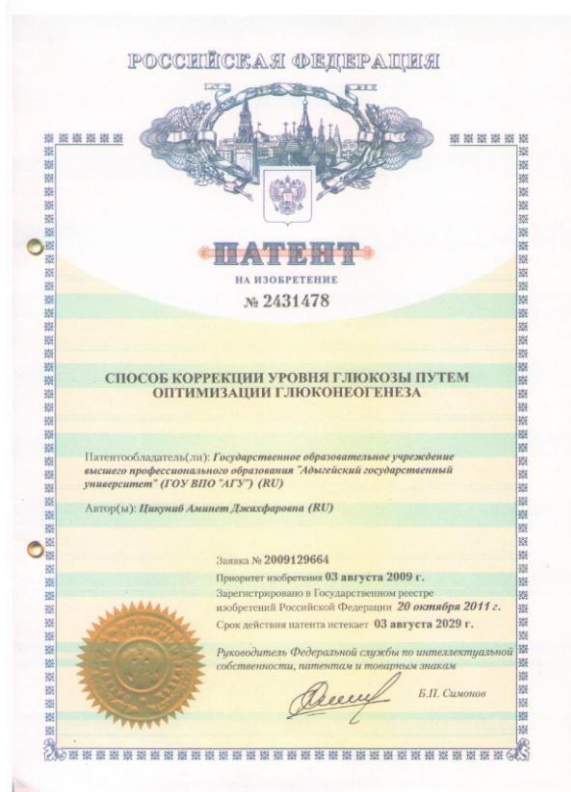 РОССИЙСКАЯ ФЕДЕРАЦИЯ
ПАТЕНТ
НА ИЗОБРЕТЕНИЕ
№ 2431478
СПОСОБ КОРРЕКЦИИ УРОВНЯ ГЛЮКОЗЫ ПУТЕМ
ОПТИМИЗАЦИИ ГЛЮКОНЕОГЕНЕЗА
Патентообладатель(ли): Государственное образовательное учреждение
высшего профессионального образования "Адыгейский государственный
университет" (ГОУ ВПО "АГУ") (RU)
Автор(ы): Цикуниб Аминет Джахфаровна (RU)
Заявка № 2009129664
Приоритет изобретения 03 августа 2009 г.
Зарегистрировано в Государственном реестре
изобретений Российской Федерации 20 октября 2011 г.
Срок действия патента истекает 03 августа 2029 г.
Руководитель Федеральной службы по интеллектуальной
собственности, патентам и товарным знакам
Б.П. Симонов